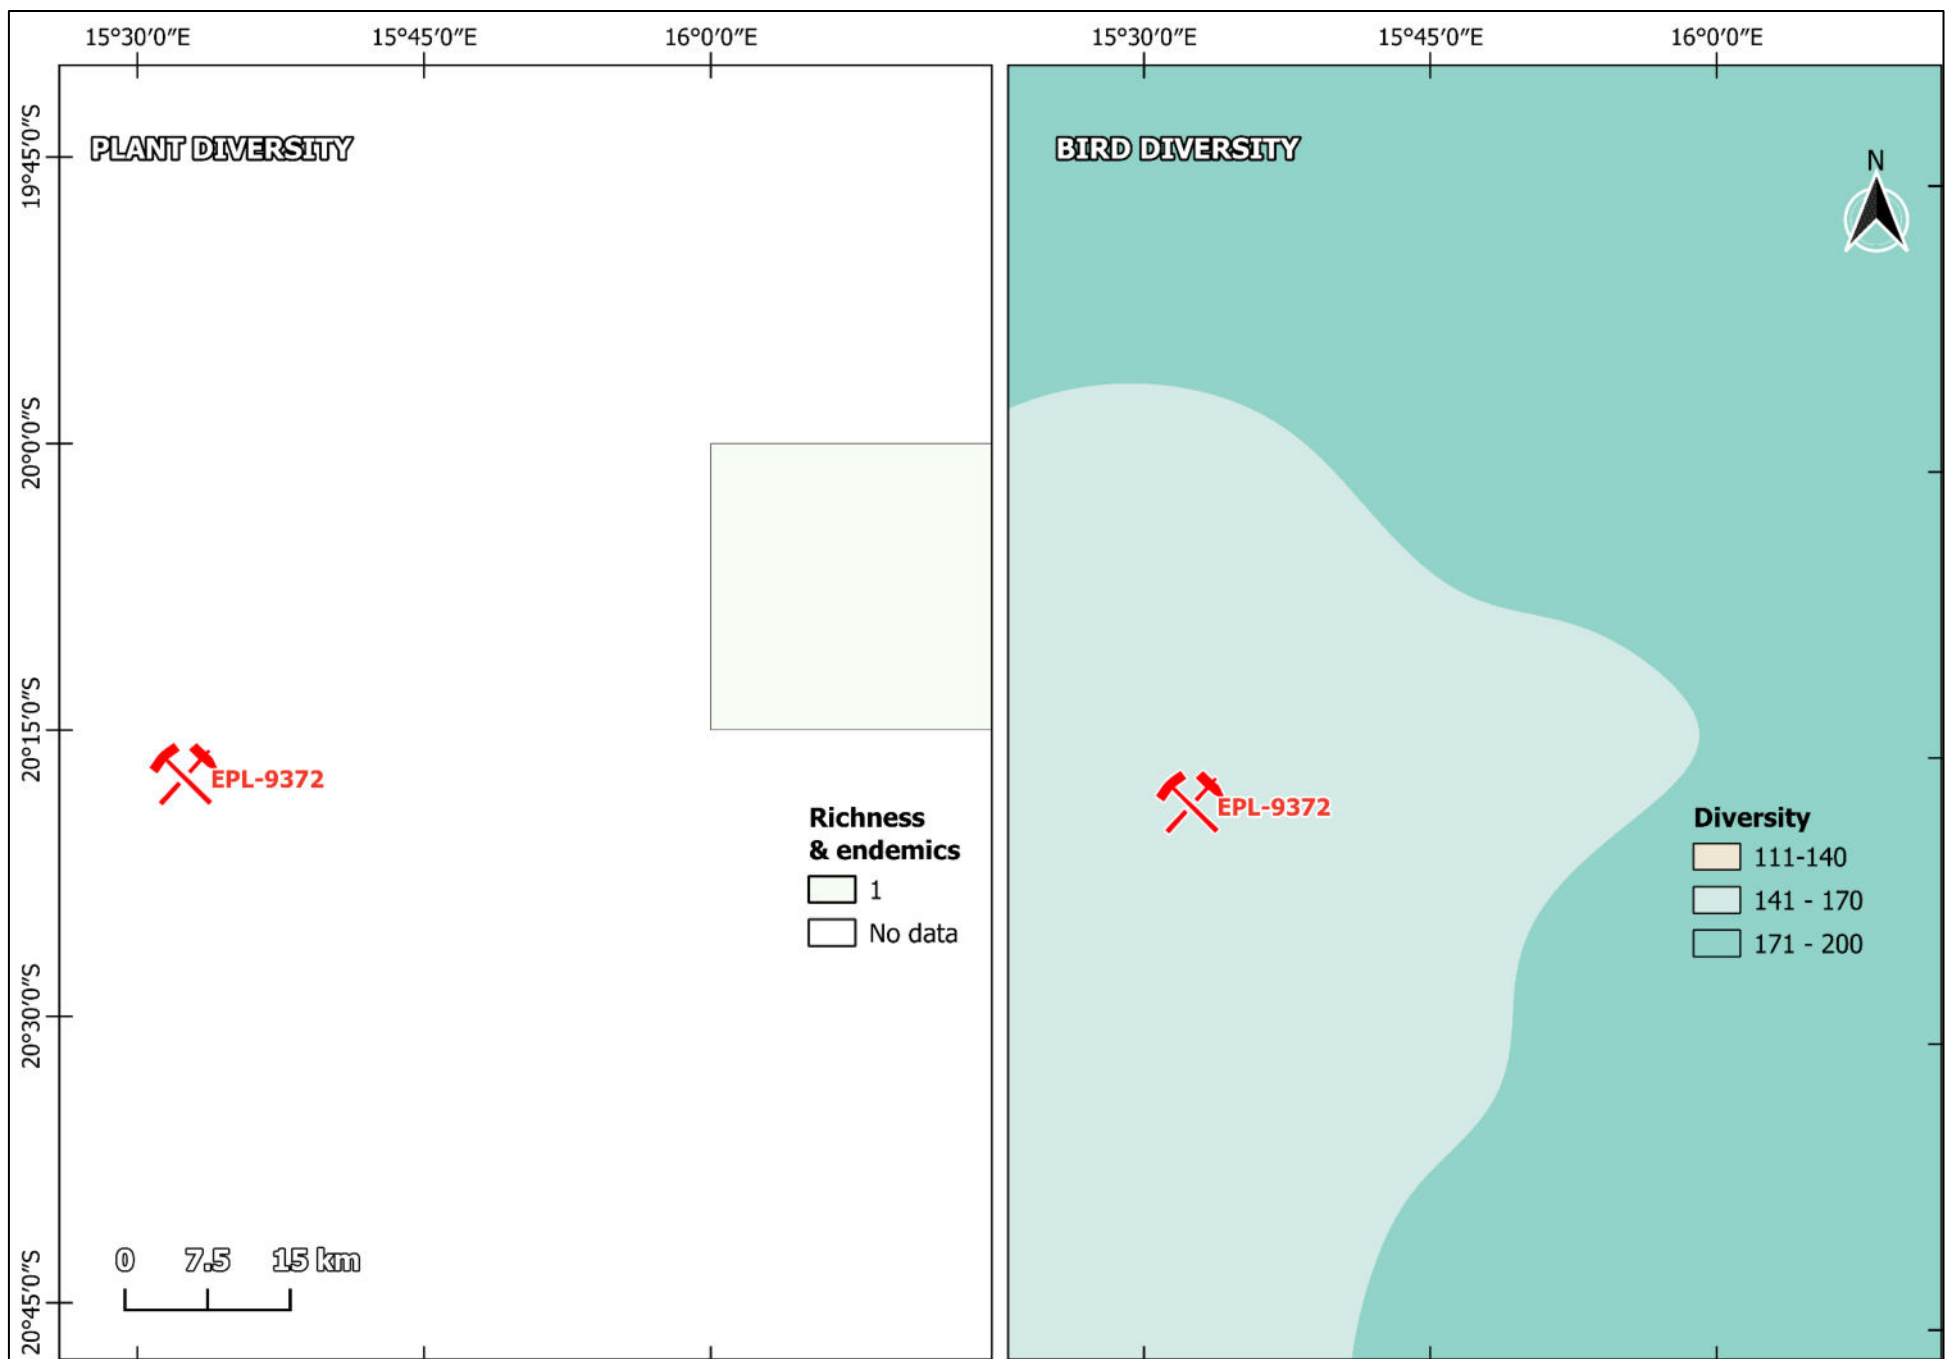 15°30′0″E 15°45′0″E 16°0′0″E
15°30′0″E 15°45′0″E 16°0′0″E
19°45′0″S
20°0′0″S
20°15′0″S
20°30′0″S
20°45′0″S
PLANT DIVERSITY
EPL-9372
Richness
& endemics
1
No data
0 7.5 15 km
BIRD DIVERSITY
N
EPL-9372
Diversity
111-140
141 - 170
171 - 200